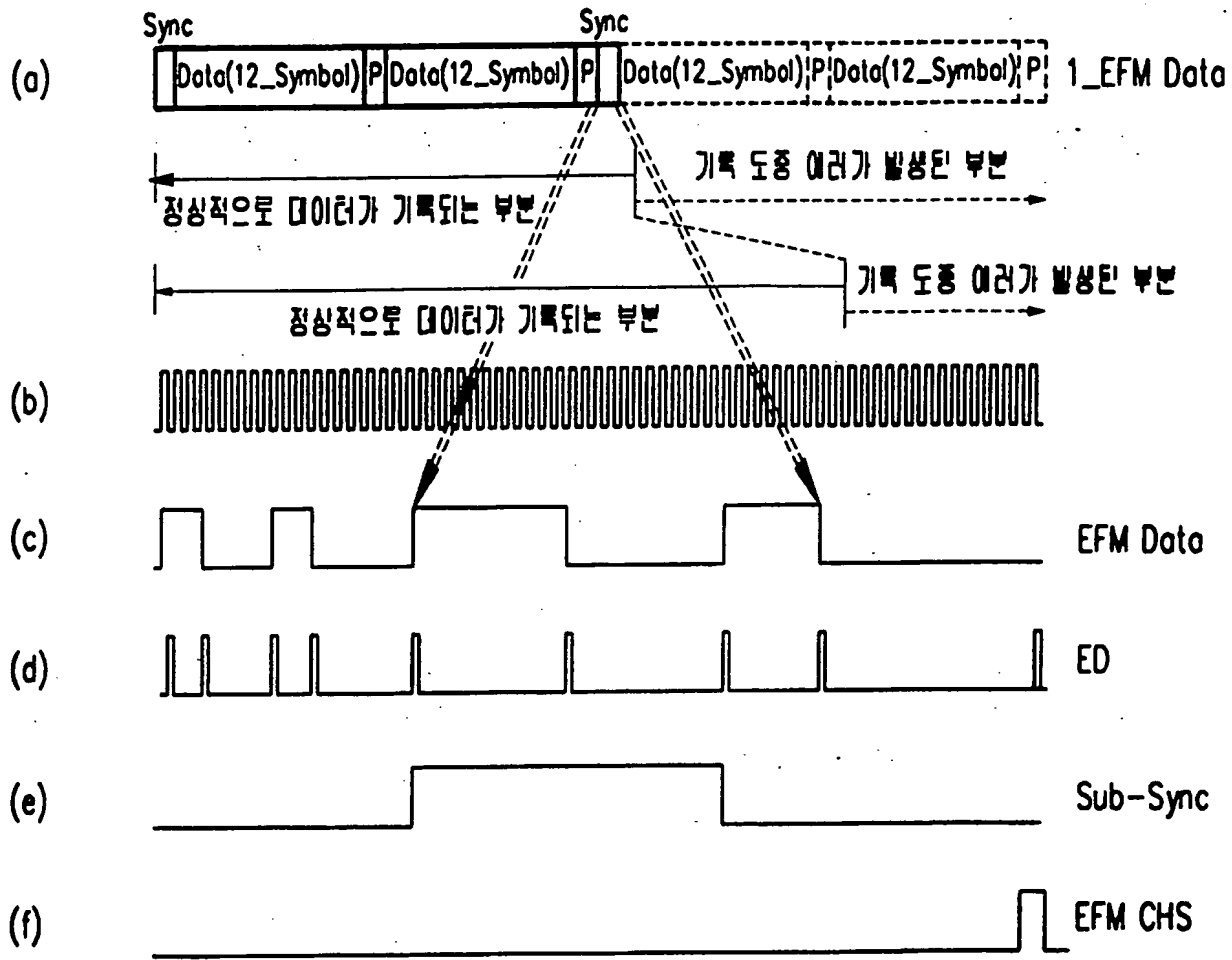 Sync Sync
(a) Data(12_Symbol) P Data(12_Symbol) P Data(12_Symbol) P Data(12_Symbol) P 1_EFM Data
기록 도중 에러가 발생된 부분
정상적으로 데이터가 기록되는 부분
기록 도중 에러가 발생된 부분
정상적으로 데이터가 기록되는 부분
(b)
(c) EFM Data
(d) ED
(e) Sub-Sync
(f) EFM CHS